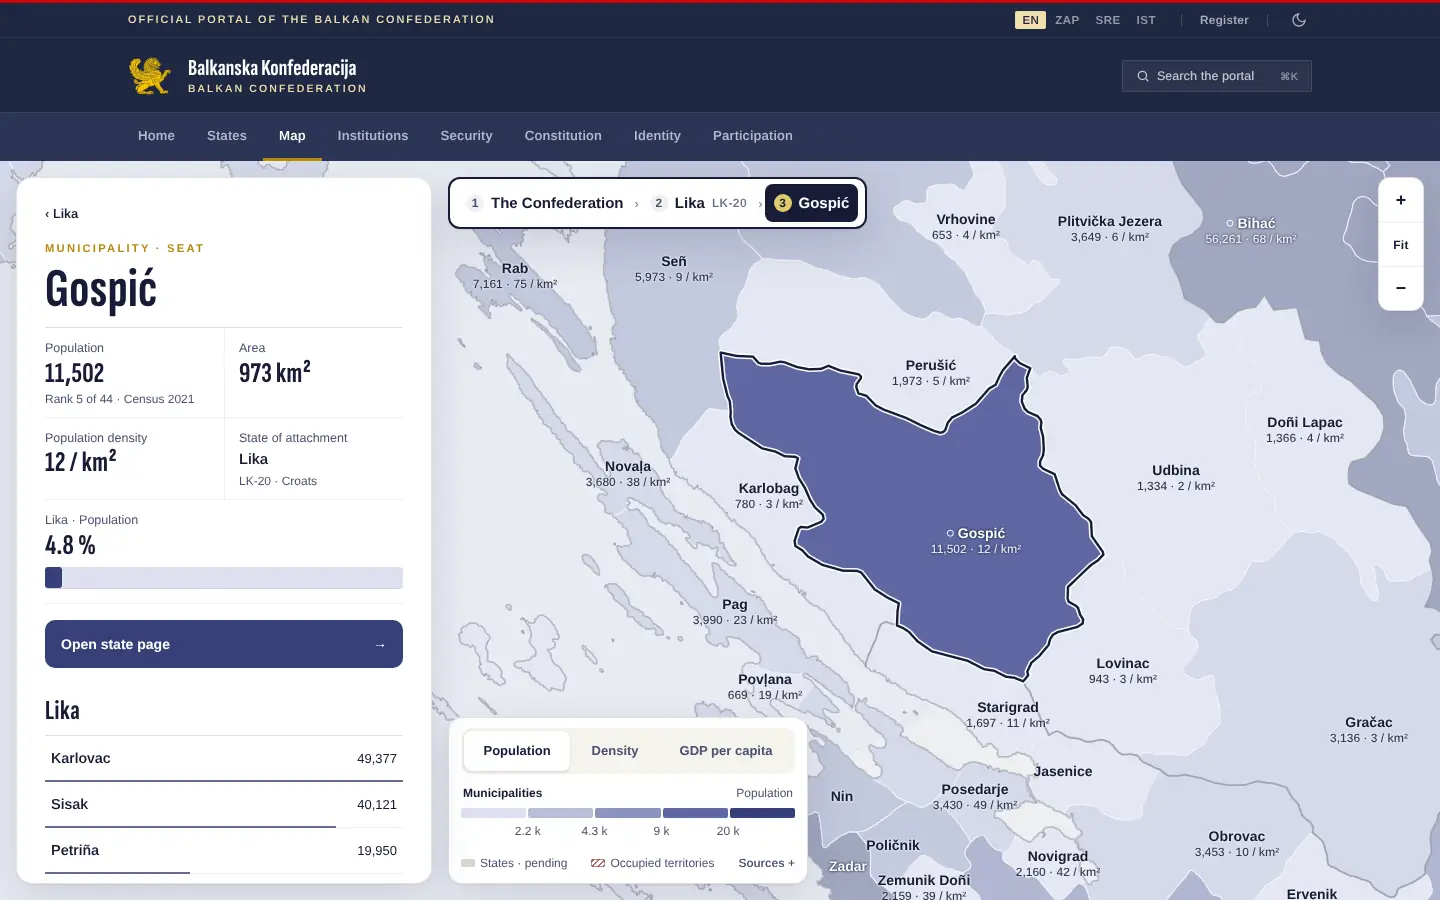 OFFICIAL PORTAL OF THE BALKAN CONFEDERATION
EN ZAP SRE IST Register
Balkanska Konfederacija
BALKAN CONFEDERATION
Search the portal ⌘K
Home States Map Institutions Security Constitution Identity Participation
‹ Lika
MUNICIPALITY · SEAT
Gospić
Population
11,502
Rank 5 of 44 · Census 2021
Area
973 km²
Population density
12 / km²
State of attachment
Lika
LK-20 · Croats
Lika · Population
4.8 %
Open state page →
Lika
Karlovac 49,377
Sisak 40,121
Petriña 19,950
1 The Confederation › 2 Lika LK-20 › 3 Gospić
+
Fit
−
Vrhovine
653 · 4 / km²
Plitvička Jezera
3,649 · 6 / km²
Bihać
56,261 · 68 / km²
Rab
7,161 · 75 / km²
Señ
5,973 · 9 / km²
Perušić
1,973 · 5 / km²
Doñi Lapac
1,366 · 4 / km²
Novaļa
3,680 · 38 / km²
Karlobag
780 · 3 / km²
Udbina
1,334 · 2 / km²
Gospić
11,502 · 12 / km²
Pag
3,990 · 23 / km²
Povļana
669 · 19 / km²
Lovinac
943 · 3 / km²
Starigrad
1,697 · 11 / km²
Gračac
3,136 · 3 / km²
Jasenice
Nin
Posedarje
3,430 · 49 / km²
Poličnik
Obrovac
3,453 · 10 / km²
Zadar
Novigrad
2,160 · 42 / km²
Zemunik Doñi
2,159 · 39 / km²
Ervenik
Population Density GDP per capita
Municipalities Population
2.2 k 4.3 k 9 k 20 k
States · pending Occupied territories Sources +